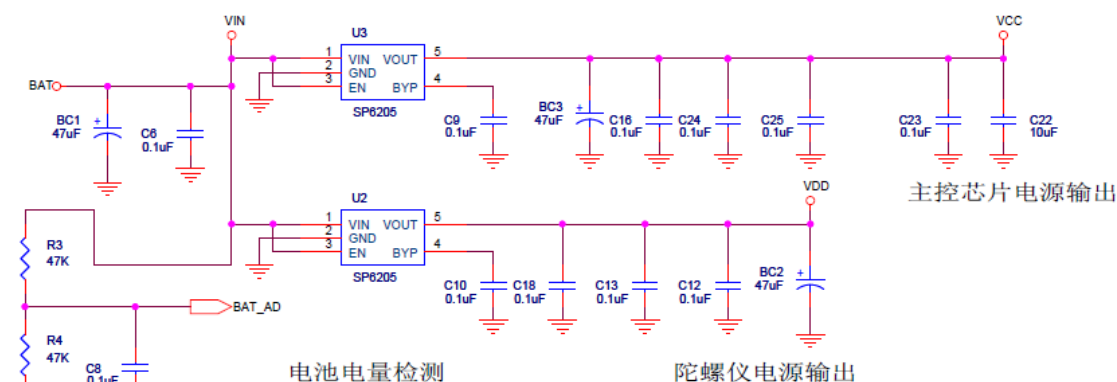 VIN
VCC
U3
1 VIN VOUT 5
2 GND
3 EN BYP 4
SP6205
BAT
BC1 + 47uF
C6 0.1uF
C9 0.1uF
BC3 + 47uF
C16 0.1uF
C24 0.1uF
C25 0.1uF
C23 0.1uF
C22 10uF
主控芯片电源输出
VDD
U2
1 VIN VOUT 5
2 GND
3 EN BYP 4
SP6205
R3 47K
C10 0.1uF
C18 0.1uF
C13 0.1uF
C12 0.1uF
BC2 + 47uF
BAT_AD
R4 47K
C8 0.1uF
电池电量检测
陀螺仪电源输出